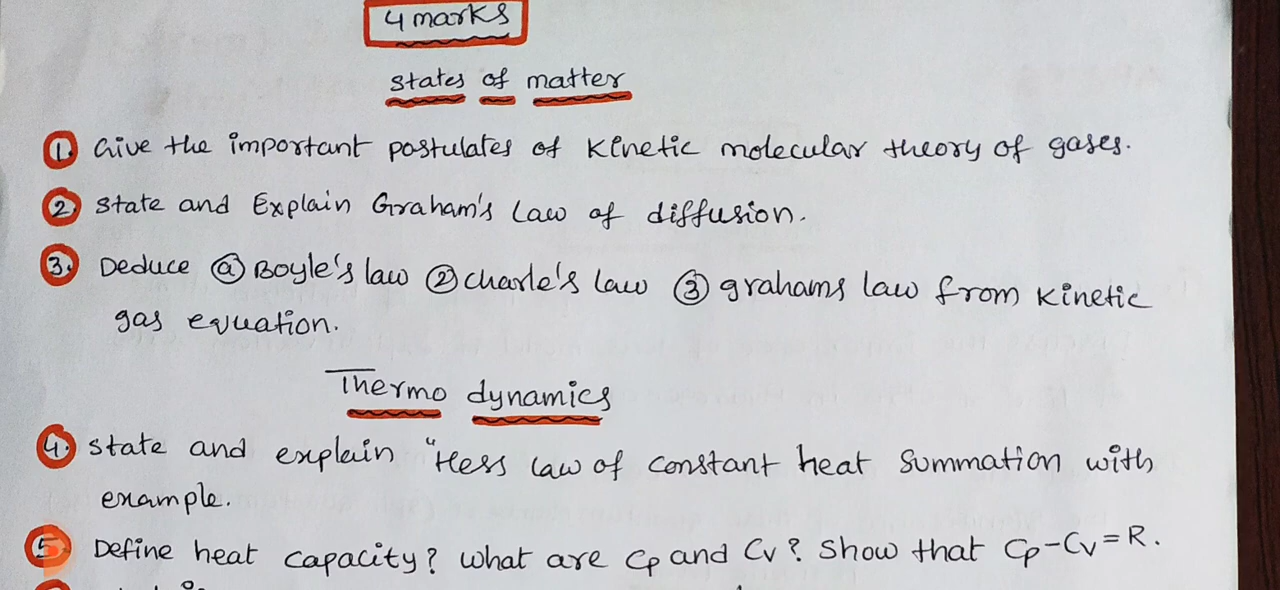 4 marks
states of matter
1. Give the important postulates of Kinetic molecular theory of gases.
2. State and Explain Graham's Law of diffusion.
3. Deduce ⓐ Boyle's law ② charle's law ③ grahams law from kinetic
gas equation.
Thermo dynamics
4. State and explain "Hess law of constant heat summation with
example.
5. Define heat capacity? what are Cp and Cv? Show that Cp-Cv=R.